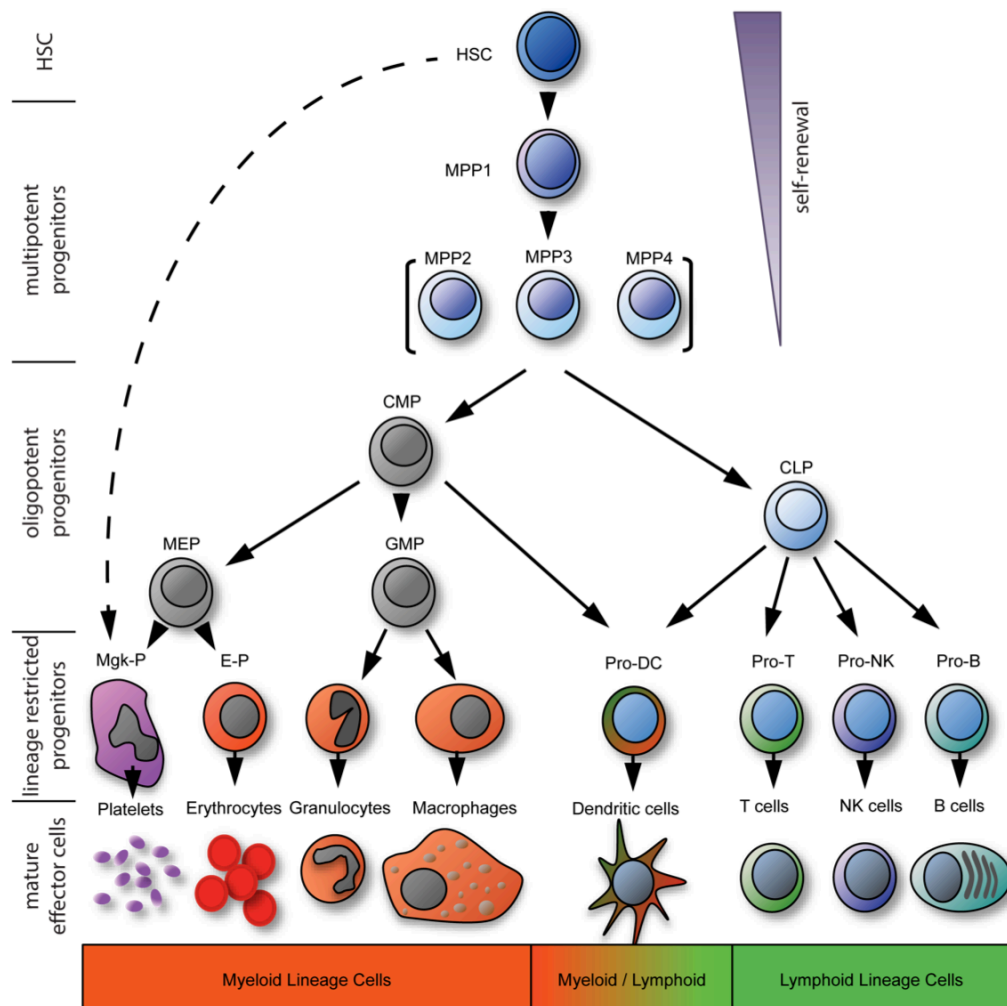 HSC
HSC
MPP1
self-renewal
multipotent
progenitors
MPP2
MPP3
MPP4
CMP
oligopotent
progenitors
CLP
MEP
GMP
lineage restricted
progenitors
Mgk-P
E-P
Pro-DC
Pro-T
Pro-NK
Pro-B
mature
effector cells
Platelets
Erythrocytes
Granulocytes
Macrophages
Dendritic cells
T cells
NK cells
B cells
Myeloid Lineage Cells
Myeloid / Lymphoid
Lymphoid Lineage Cells